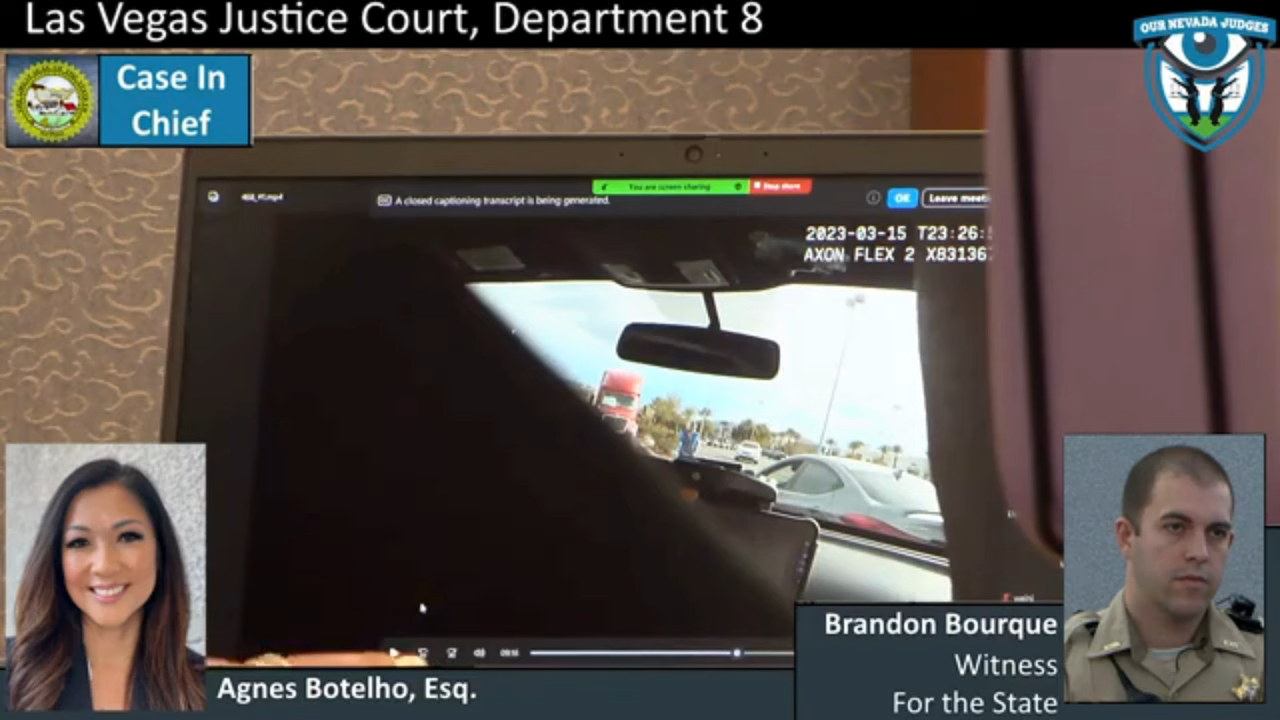 Las Vegas Justice Court, Department 8
OUR NEVADA JUDGES
Case In
Chief
You are screen sharing
Stop share
A closed captioning transcript is being generated.
OK
Leave meeti
2023-03-15 T23:26:
AXON FLEX 2 X83136
Agnes Botelho, Esq.
Brandon Bourque
Witness
For the State